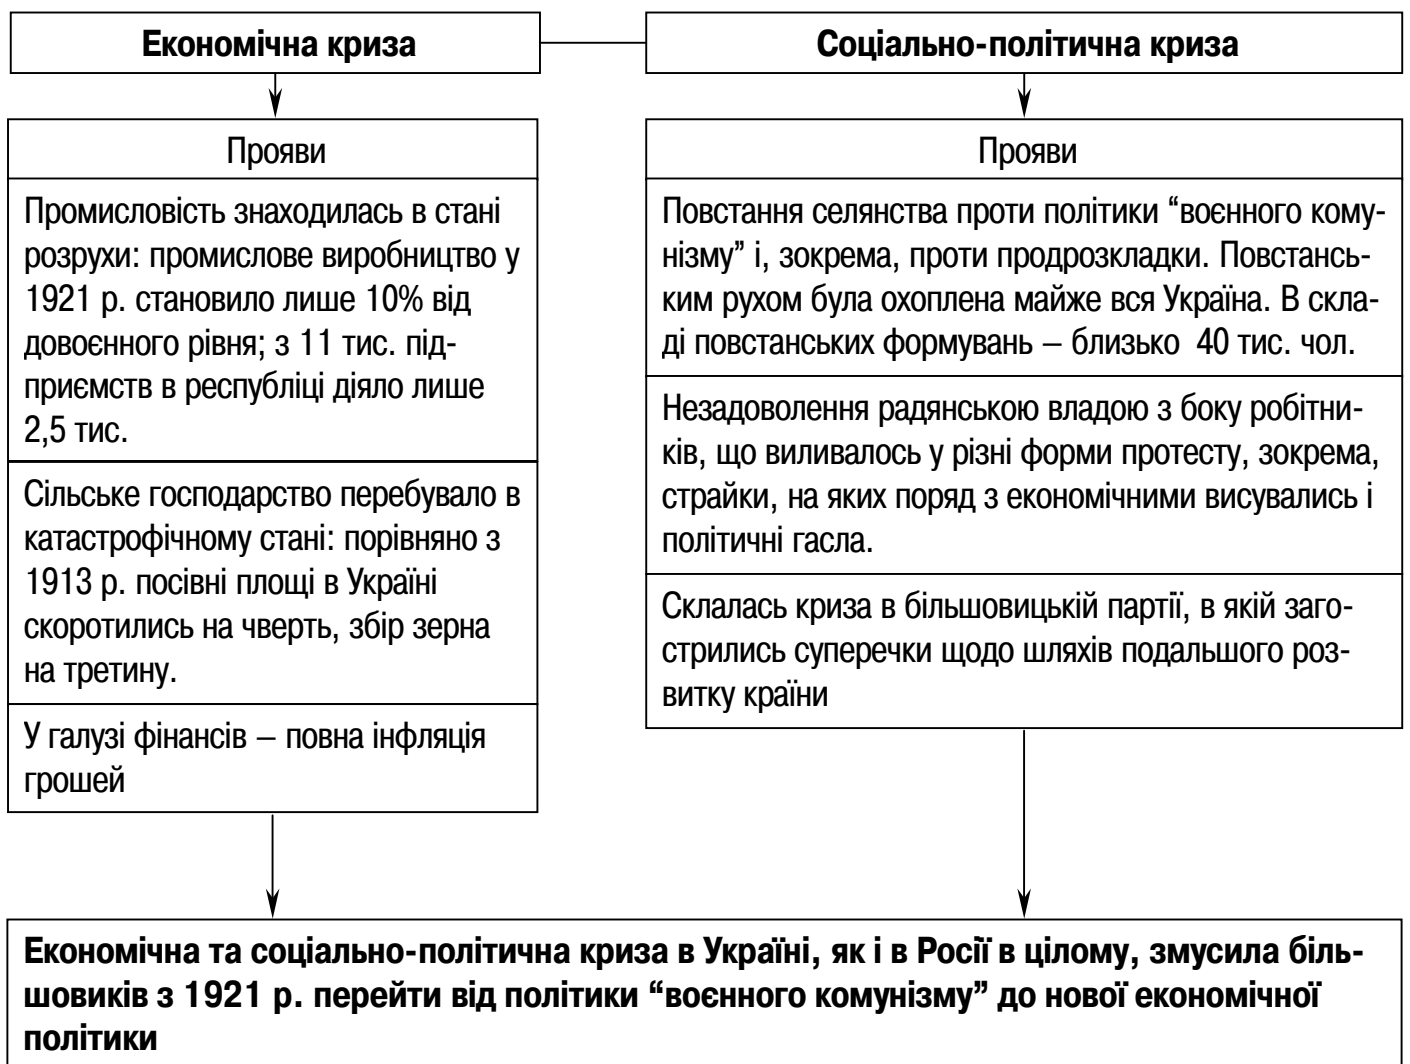 Економічна криза
Соціально-політична криза
Прояви
Промисловість знаходилась в стані
розрухи: промислове виробництво у
1921 р. становило лише 10% від
довоєнного рівня; з 11 тис. під-
приємств в республіці діяло лише
2,5 тис.
Сільське господарство перебувало в
катастрофічному стані: порівняно з
1913 р. посівні площі в Україні
скоротились на чверть, збір зерна
на третину.
У галузі фінансів – повна інфляція
грошей
Прояви
Повстання селянства проти політики “воєнного кому-
нізму” і, зокрема, проти продрозкладки. Повстансь-
ким рухом була охоплена майже вся Україна. В скла-
ді повстанських формувань – близько 40 тис. чол.
Незадоволення радянською владою з боку робітни-
ків, що виливалось у різні форми протесту, зокрема,
страйки, на яких поряд з економічними висувались і
політичні гасла.
Склалась криза в більшовицькій партії, в якій заго-
стрились суперечки щодо шляхів подальшого роз-
витку країни
Економічна та соціально-політична криза в Україні, як і в Росії в цілому, змусила біль-
шовиків з 1921 р. перейти від політики “воєнного комунізму” до нової економічної
політики